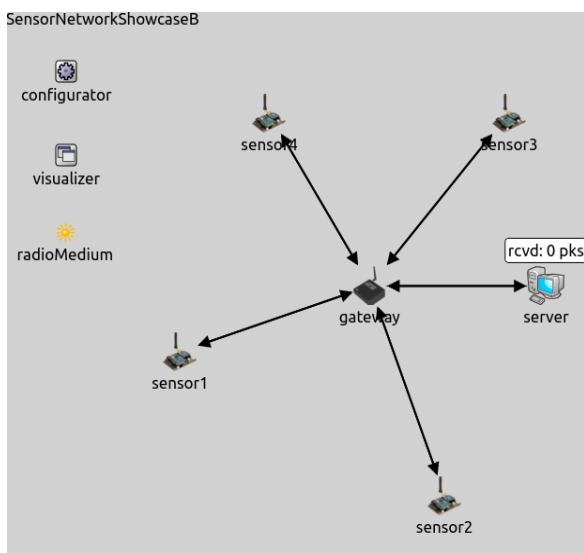 SensorNetworkShowcaseB
configurator
visualizer
radioMedium
sensor4
sensor3
rcvd: 0 pks
gateway
server
sensor1
sensor2